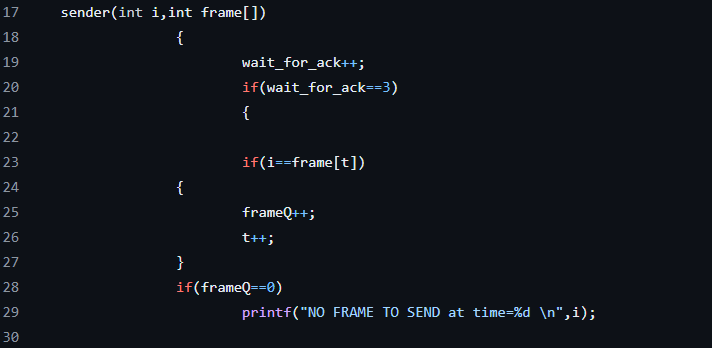 17 sender(int i,int frame[])
18 {
19 wait_for_ack++;
20 if(wait_for_ack==3)
21 {
22
23 if(i==frame[t])
24 {
25 frameQ++;
26 t++;
27 }
28 if(frameQ==0)
29 printf("NO FRAME TO SEND at time=%d \n",i);
30